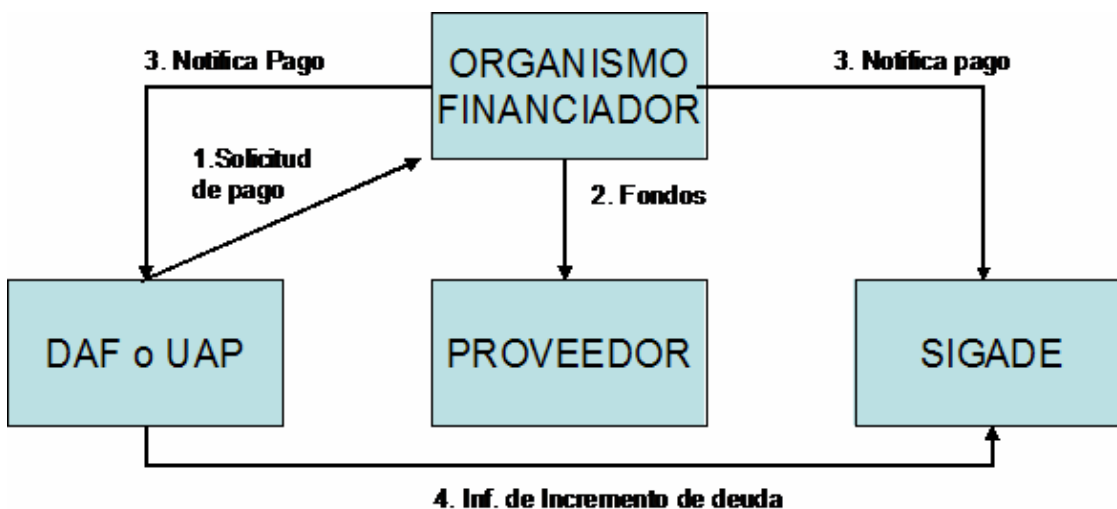 3. Notifica Pago
ORGANISMO
FINANCIADOR
3. Notifica pago
1.Solicitud
de pago
2. Fondos
DAF o UAP
PROVEEDOR
SIGADE
4. Inf. de Incremento de deuda